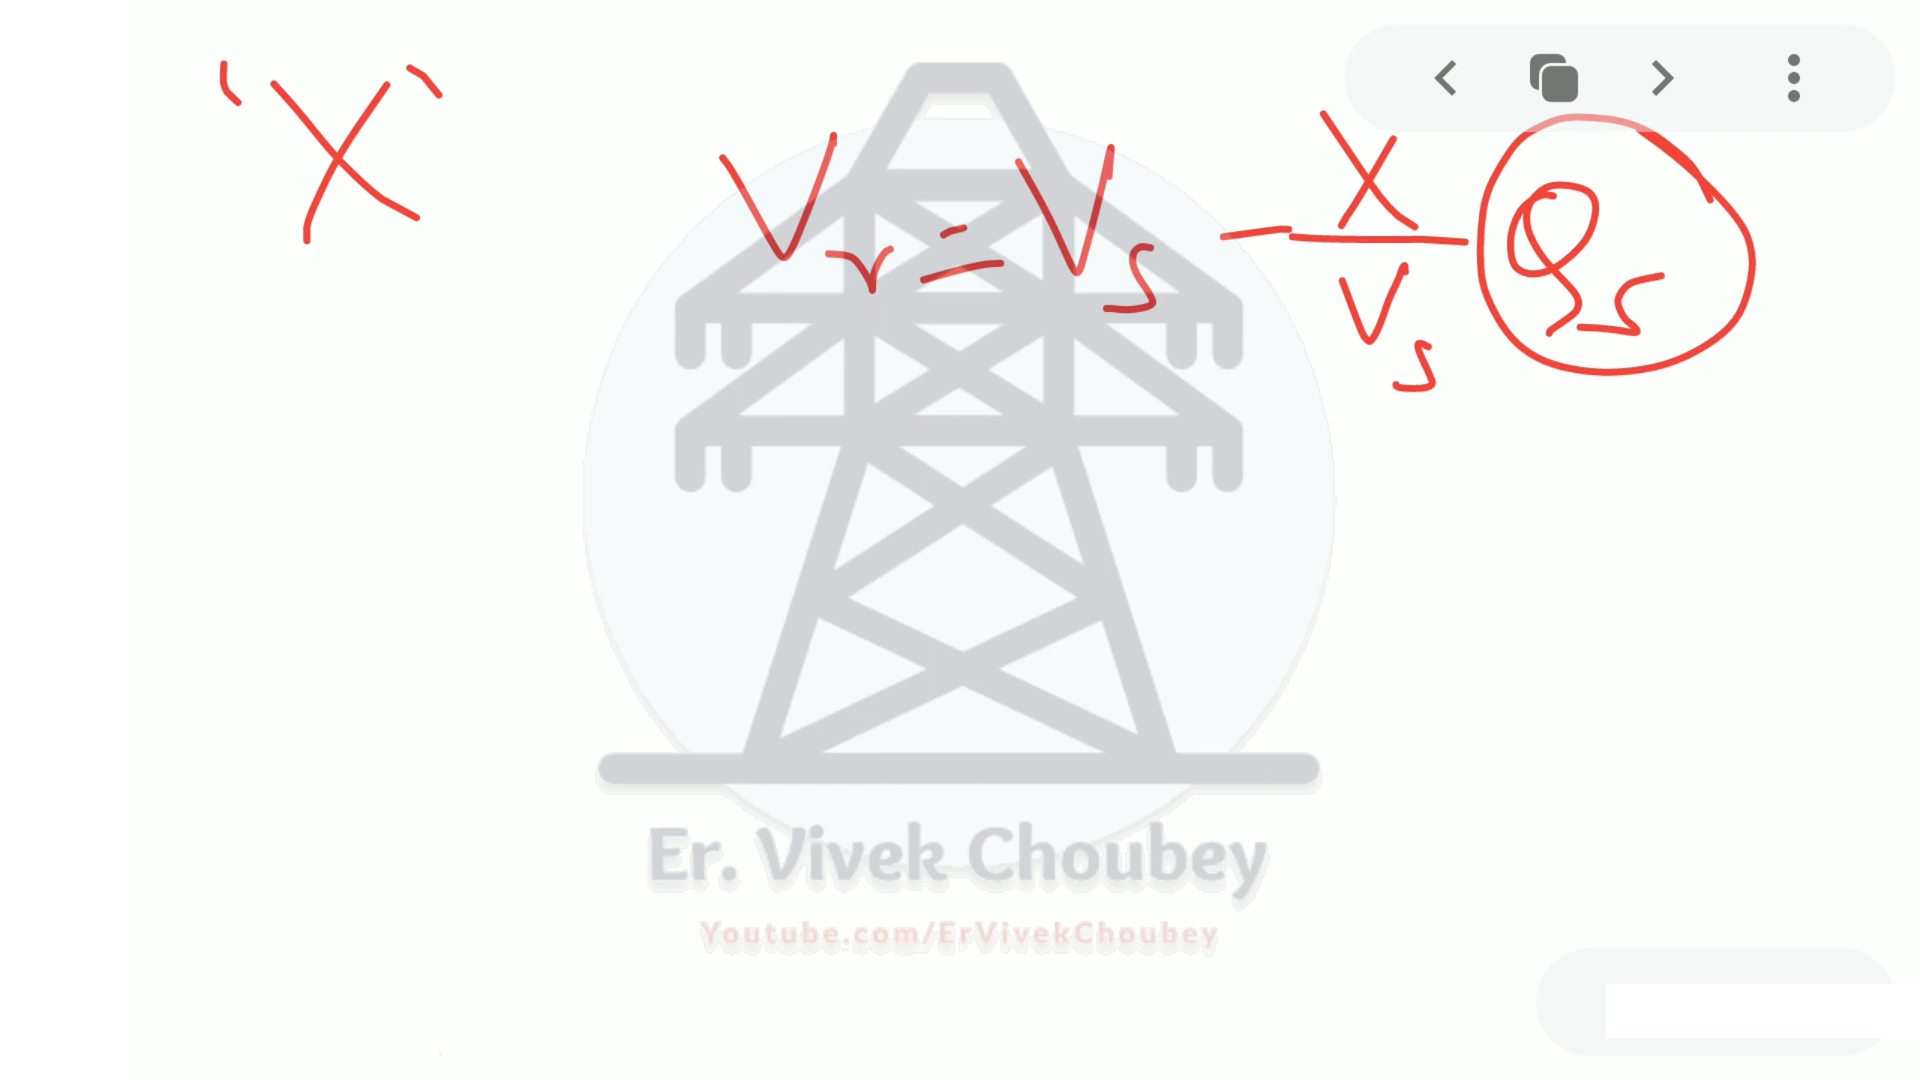 "X"
Vr = Vs - X/Vs Qs
Er. Vivek Choubey
Youtube.com/ErVivekChoubey